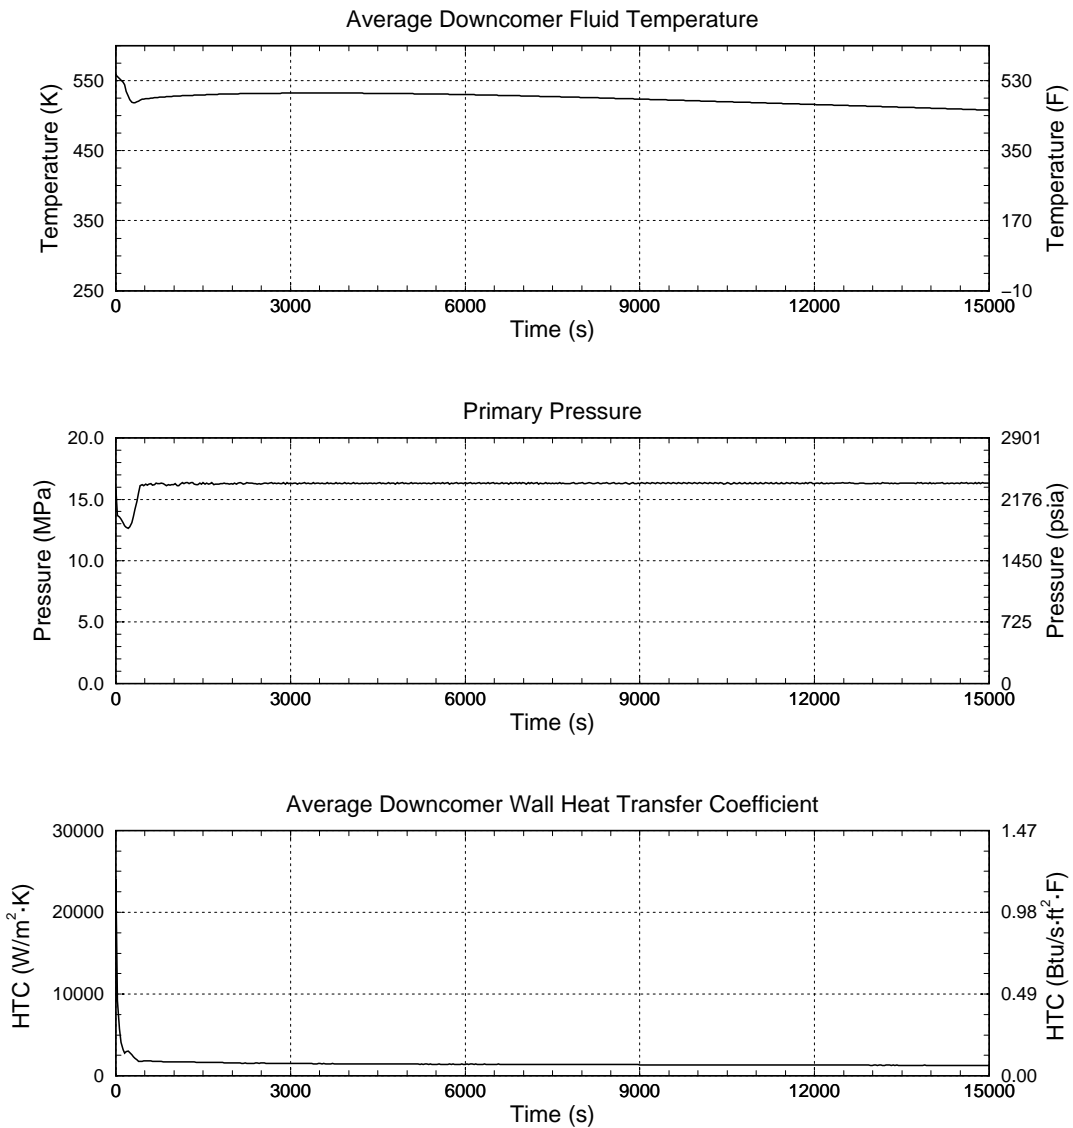 Average Downcomer Fluid Temperature
550
450
350
250
Temperature (K)
530
350
170
−10
Temperature (F)
0 3000 6000 9000 12000 15000
Time (s)
Primary Pressure
20.0
15.0
10.0
5.0
0.0
Pressure (MPa)
2901
2176
1450
725
0
Pressure (psia)
0 3000 6000 9000 12000 15000
Time (s)
Average Downcomer Wall Heat Transfer Coefficient
30000
20000
10000
0
HTC (W/m²·K)
1.47
0.98
0.49
0.00
HTC (Btu/s·ft²·F)
0 3000 6000 9000 12000 15000
Time (s)